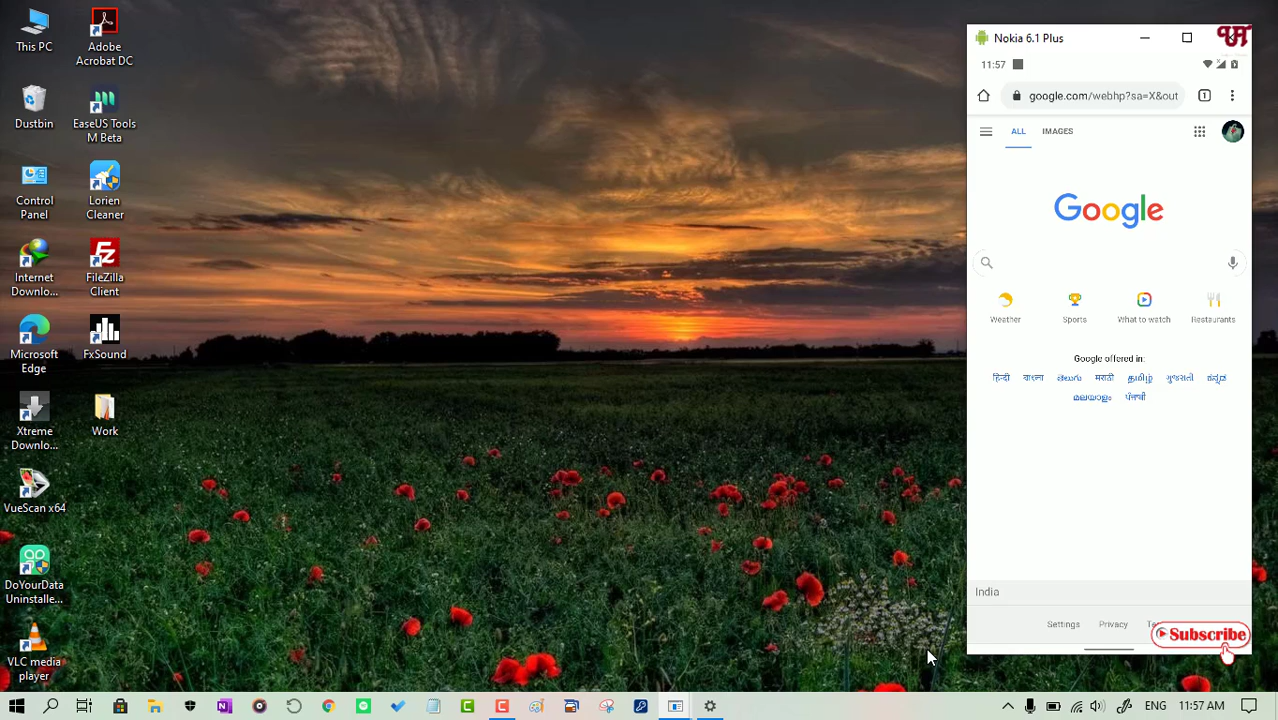 This PC
Adobe
Acrobat DC
Dustbin
EaseUS Tools
M Beta
Control
Panel
Lorien
Cleaner
Internet
Downlo...
FileZilla
Client
Microsoft
Edge
FxSound
Xtreme
Downlo...
Work
VueScan x64
DoYourData
Uninstalle...
VLC media
player
Nokia 6.1 Plus
11:57
google.com/webhp?sa=X&out
1
ALL IMAGES
Google
Weather Sports What to watch Restaurants
Google offered in:
हिन्दी বাংলা తెలుగు मराठी தமிழ் ગુજરાતી ಕನ್ನಡ
മലയാളം ਪੰਜਾਬੀ
India
Settings Privacy
Subscribe
ENG 11:57 AM